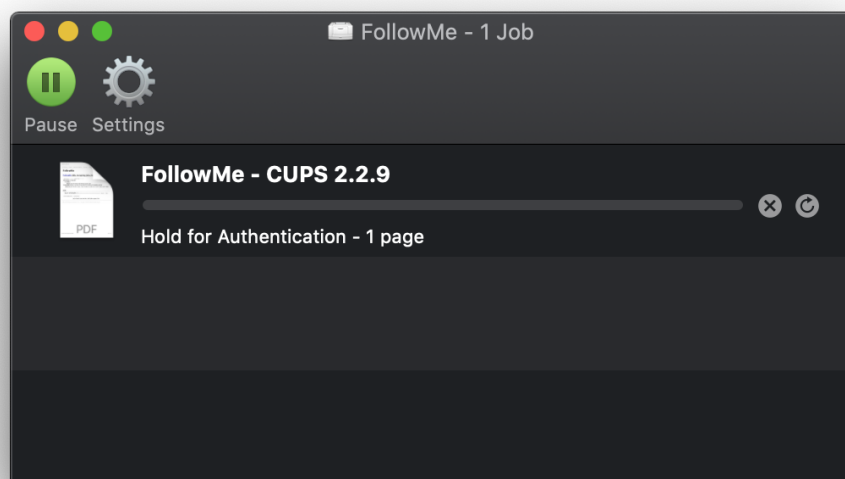 FollowMe - 1 Job
Pause Settings
FollowMe - CUPS 2.2.9
PDF
Hold for Authentication - 1 page